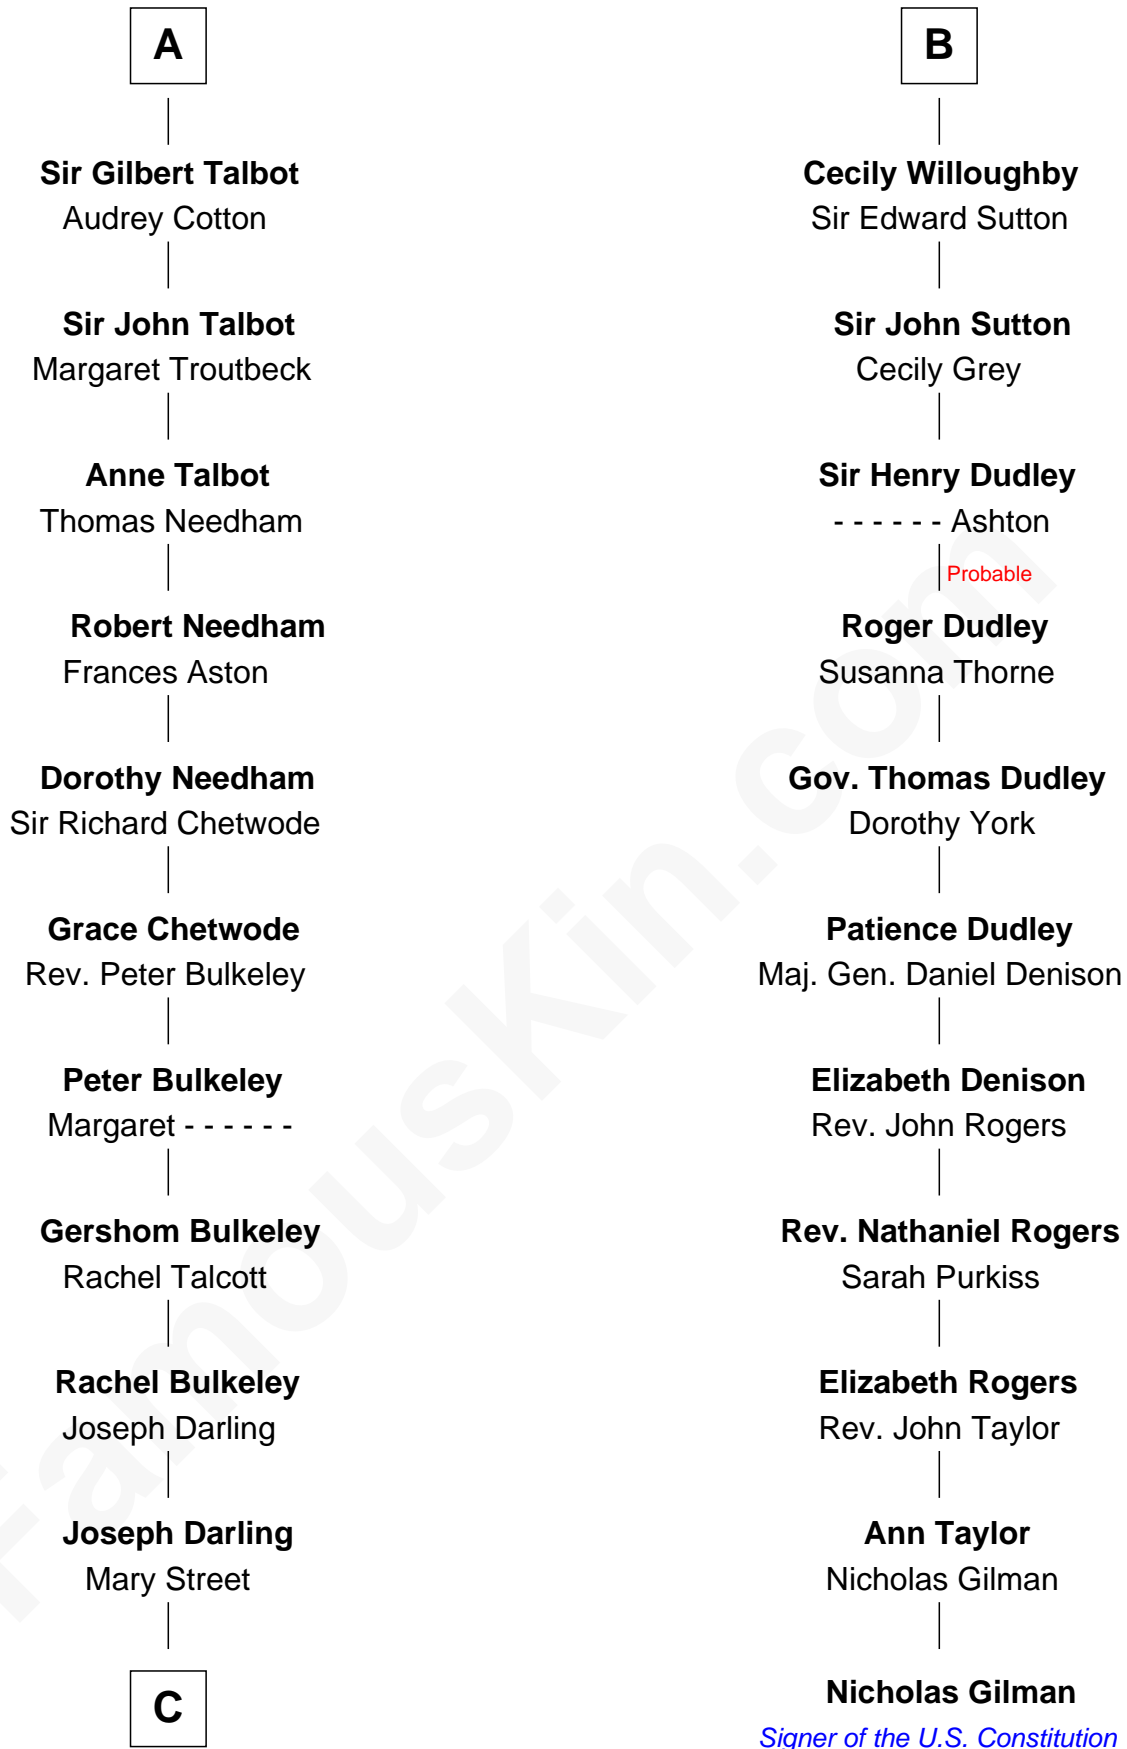 A
Sir Gilbert Talbot
Audrey Cotton
Sir John Talbot
Margaret Troutbeck
Anne Talbot
Thomas Needham
Robert Needham
Frances Aston
Dorothy Needham
Sir Richard Chetwode
Grace Chetwode
Rev. Peter Bulkeley
Peter Bulkeley
Margaret - - - - - -
Gershom Bulkeley
Rachel Talcott
Rachel Bulkeley
Joseph Darling
Joseph Darling
Mary Street
C
B
Cecily Willoughby
Sir Edward Sutton
Sir John Sutton
Cecily Grey
Sir Henry Dudley
- - - - - - Ashton
Probable
Roger Dudley
Susanna Thorne
Gov. Thomas Dudley
Dorothy York
Patience Dudley
Maj. Gen. Daniel Denison
Elizabeth Denison
Rev. John Rogers
Rev. Nathaniel Rogers
Sarah Purkiss
Elizabeth Rogers
Rev. John Taylor
Ann Taylor
Nicholas Gilman
Nicholas Gilman
Signer of the U.S. Constitution
FamousKin.com